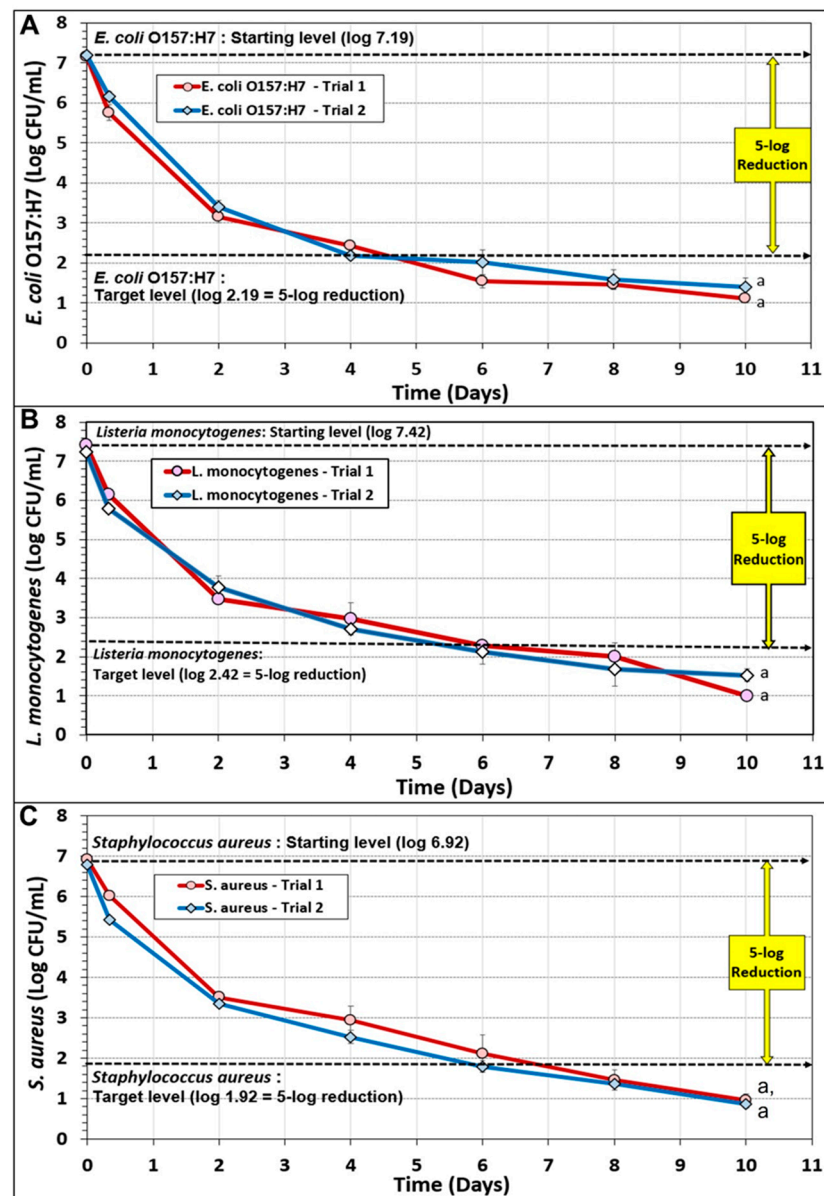 A
E. coli O157:H7 (Log CFU/mL)
8
7
6
5
4
3
2
1
0
E. coli O157:H7 : Starting level (log 7.19)
E. coli O157:H7 - Trial 1
E. coli O157:H7 - Trial 2
5-log
Reduction
E. coli O157:H7 :
Target level (log 2.19 = 5-log reduction)
a
a
0 1 2 3 4 5 6 7 8 9 10 11
Time (Days)
B
L. monocytogenes (Log CFU/mL)
8
7
6
5
4
3
2
1
0
Listeria monocytogenes: Starting level (log 7.42)
L. monocytogenes - Trial 1
L. monocytogenes - Trial 2
5-log
Reduction
Listeria monocytogenes:
Target level (log 2.42 = 5-log reduction)
a
a
0 1 2 3 4 5 6 7 8 9 10 11
Time (Days)
C
S. aureus (Log CFU/mL)
8
7
6
5
4
3
2
1
0
Staphylococcus aureus : Starting level (log 6.92)
S. aureus - Trial 1
S. aureus - Trial 2
5-log
Reduction
Staphylococcus aureus :
Target level (log 1.92 = 5-log reduction)
a,
a
0 1 2 3 4 5 6 7 8 9 10 11
Time (Days)